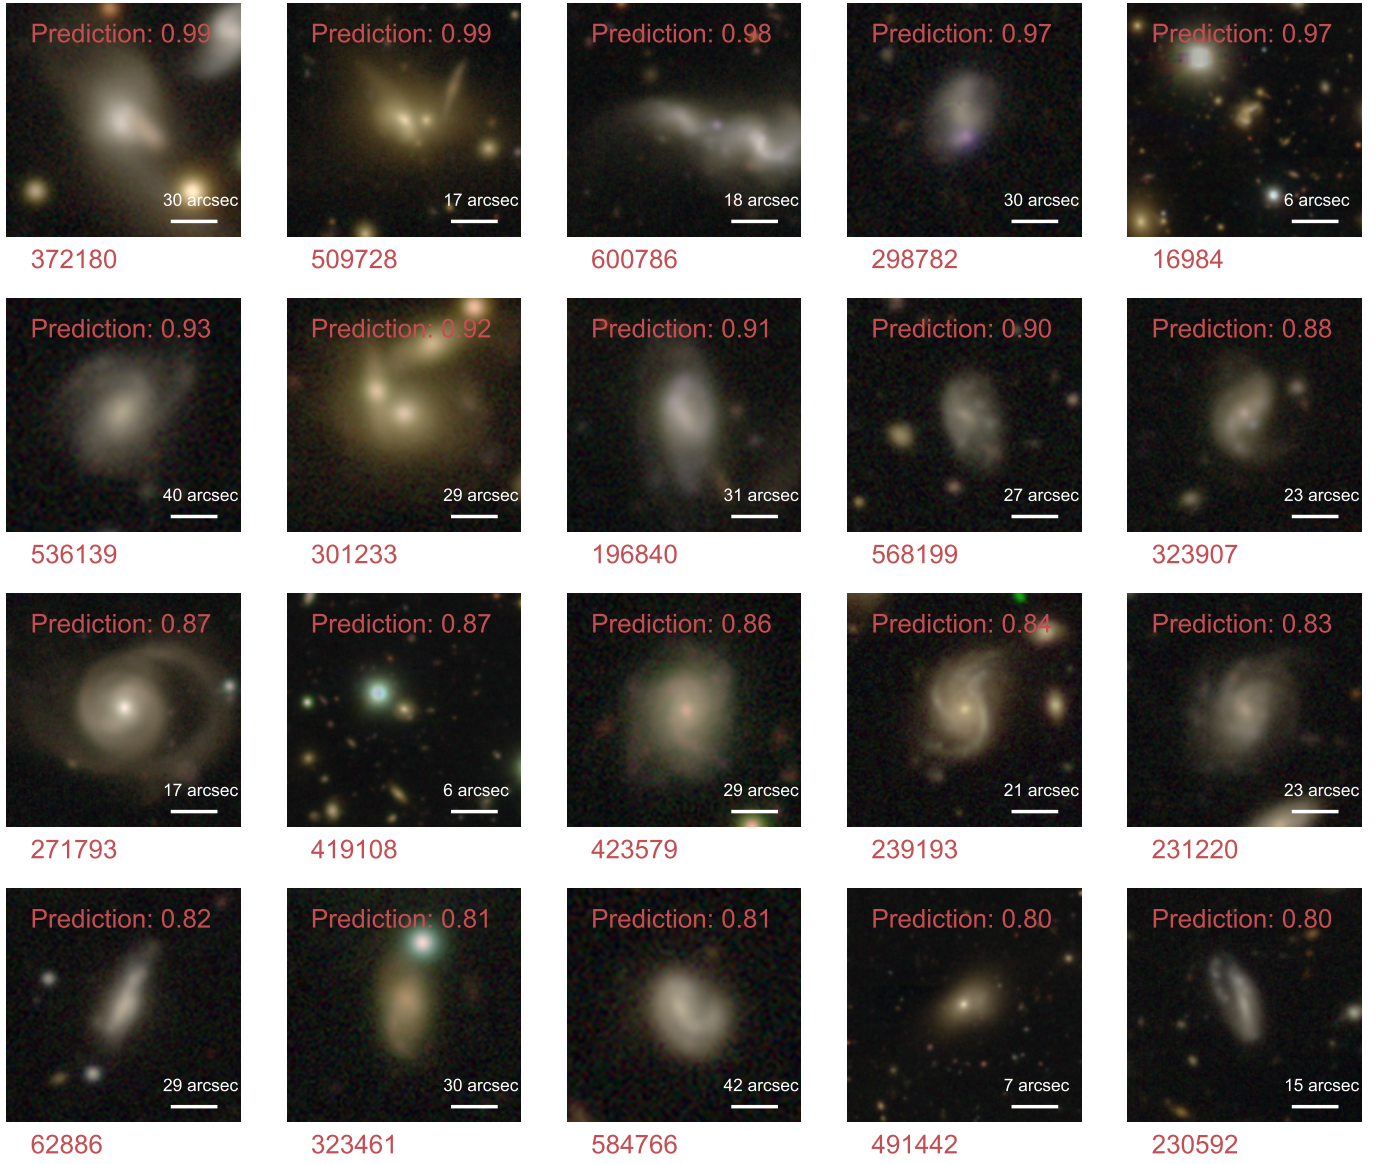 Prediction: 0.99
30 arcsec
372180
Prediction: 0.99
17 arcsec
509728
Prediction: 0.98
18 arcsec
600786
Prediction: 0.97
30 arcsec
298782
Prediction: 0.97
6 arcsec
16984
Prediction: 0.93
40 arcsec
536139
Prediction: 0.92
29 arcsec
301233
Prediction: 0.91
31 arcsec
196840
Prediction: 0.90
27 arcsec
568199
Prediction: 0.88
23 arcsec
323907
Prediction: 0.87
17 arcsec
271793
Prediction: 0.87
6 arcsec
419108
Prediction: 0.86
29 arcsec
423579
Prediction: 0.84
21 arcsec
239193
Prediction: 0.83
23 arcsec
231220
Prediction: 0.82
29 arcsec
62886
Prediction: 0.81
30 arcsec
323461
Prediction: 0.81
42 arcsec
584766
Prediction: 0.80
7 arcsec
491442
Prediction: 0.80
15 arcsec
230592